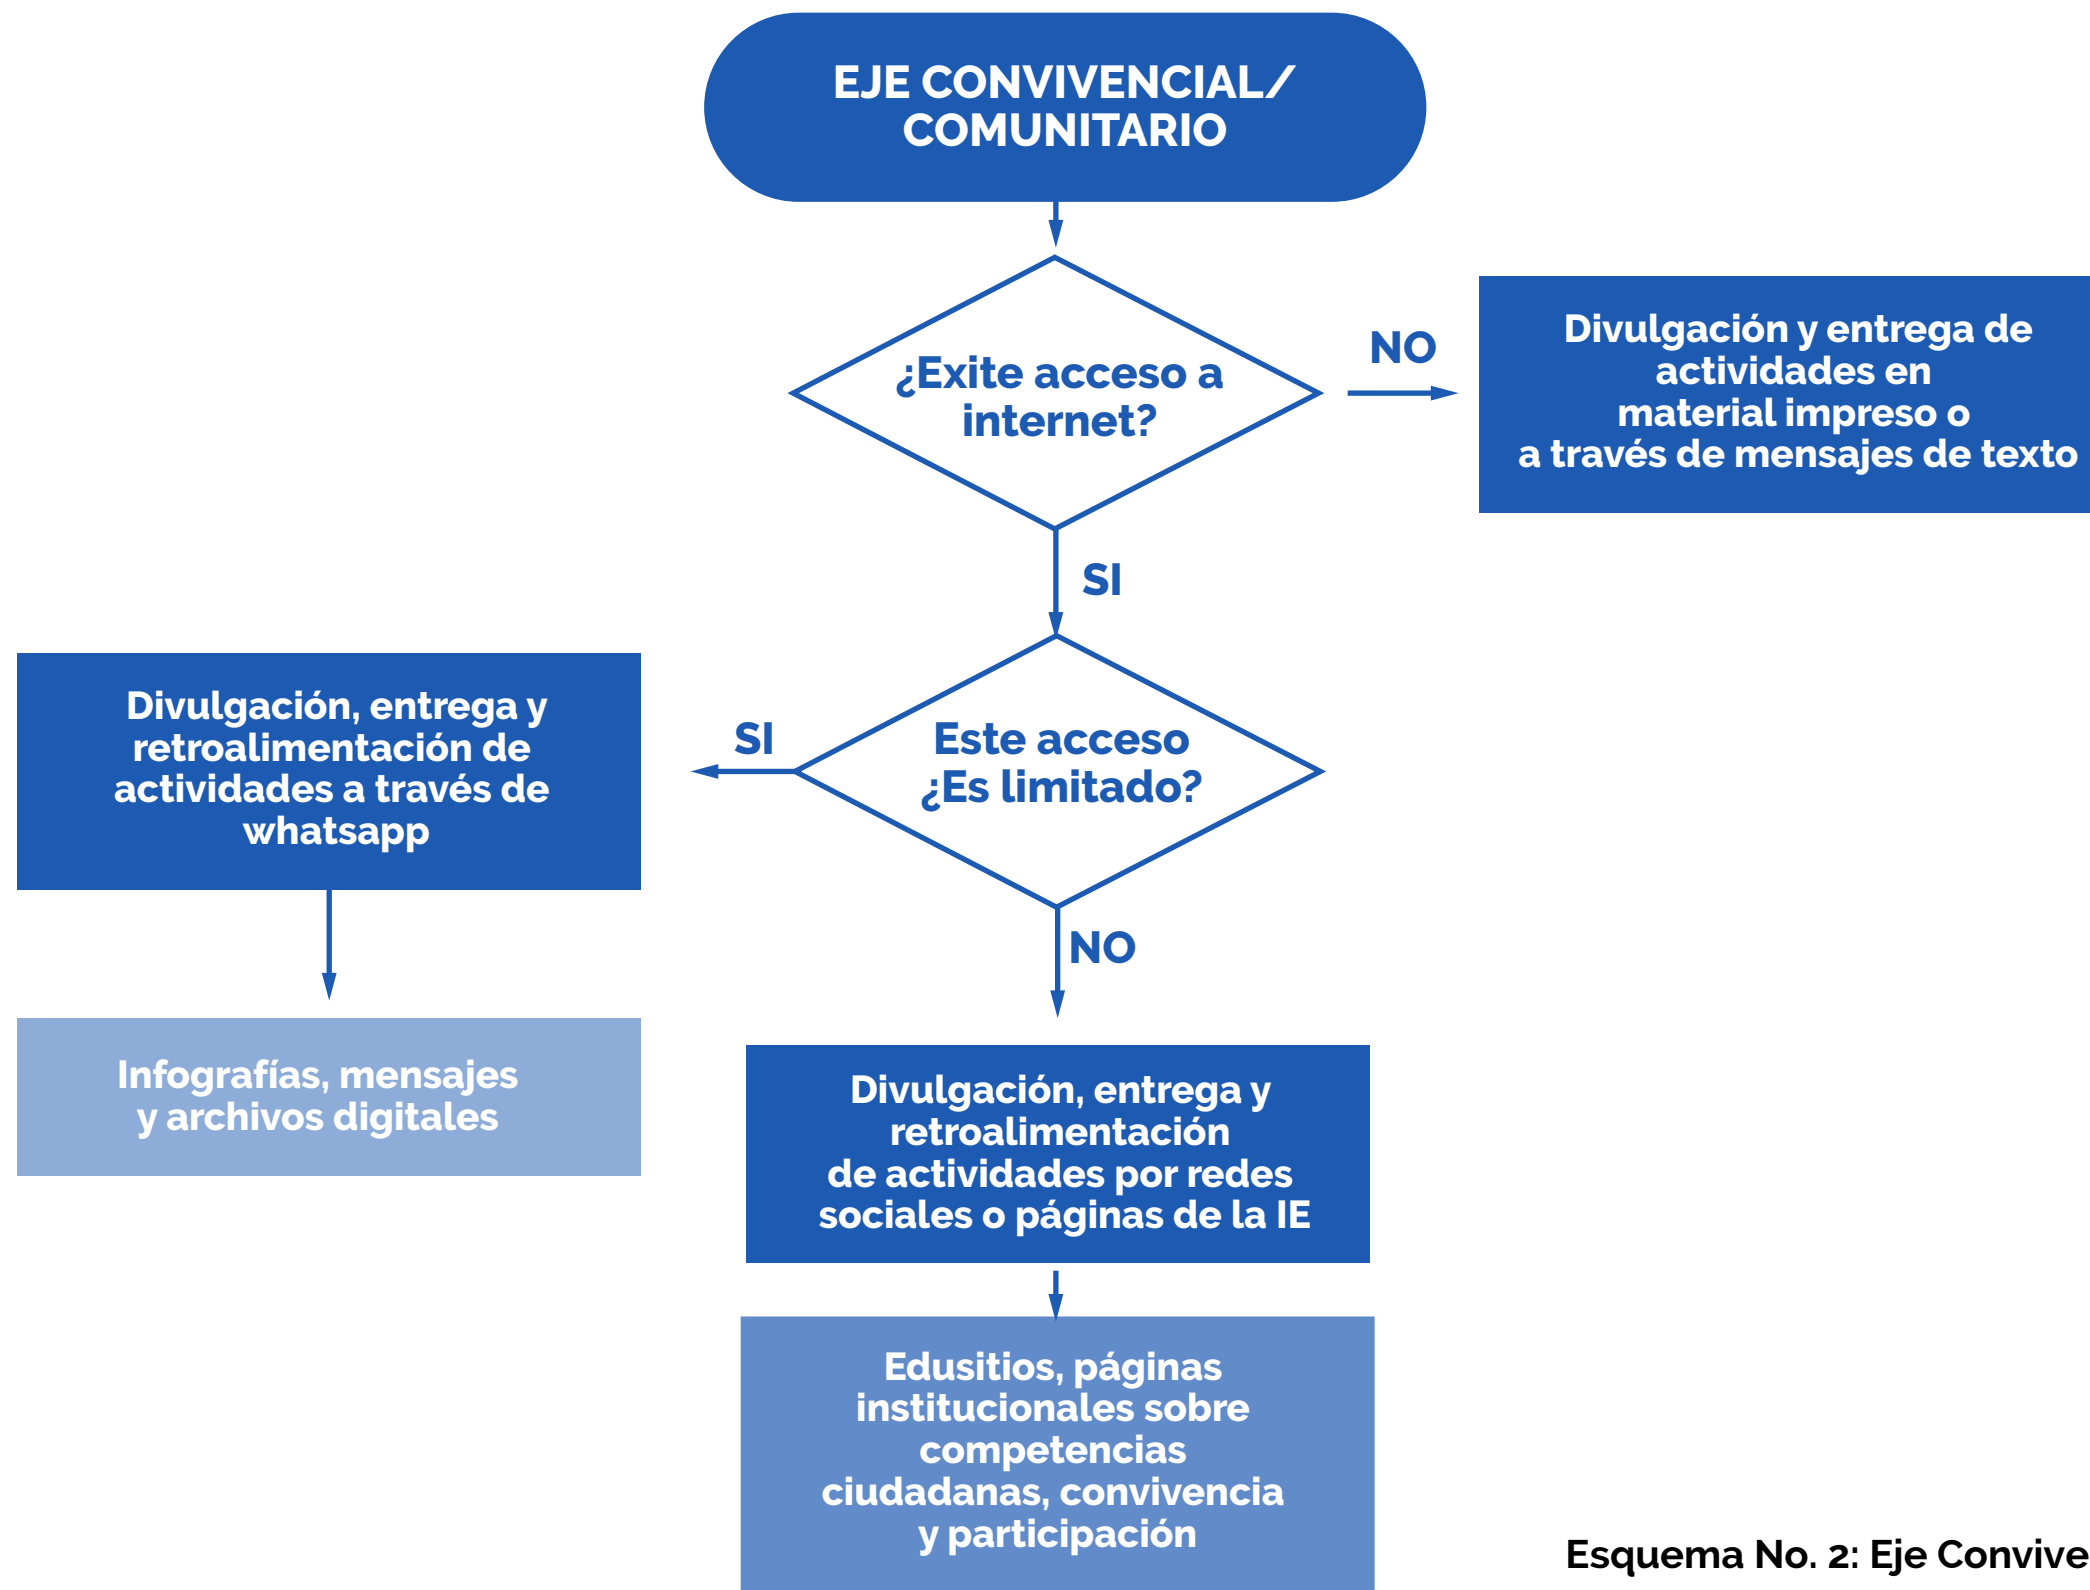 EJE CONVIVENCIAL/
COMUNITARIO
¿Exite acceso a
internet?
NO
Divulgación y entrega de
actividades en
material impreso o
a través de mensajes de texto
SI
Este acceso
¿Es limitado?
SI
Divulgación, entrega y
retroalimentación de
actividades a través de
whatsapp
Infografías, mensajes
y archivos digitales
NO
Divulgación, entrega y
retroalimentación
de actividades por redes
sociales o páginas de la IE
Edusitios, páginas
institucionales sobre
competencias
ciudadanas, convivencia
y participación
Esquema No. 2: Eje Convive